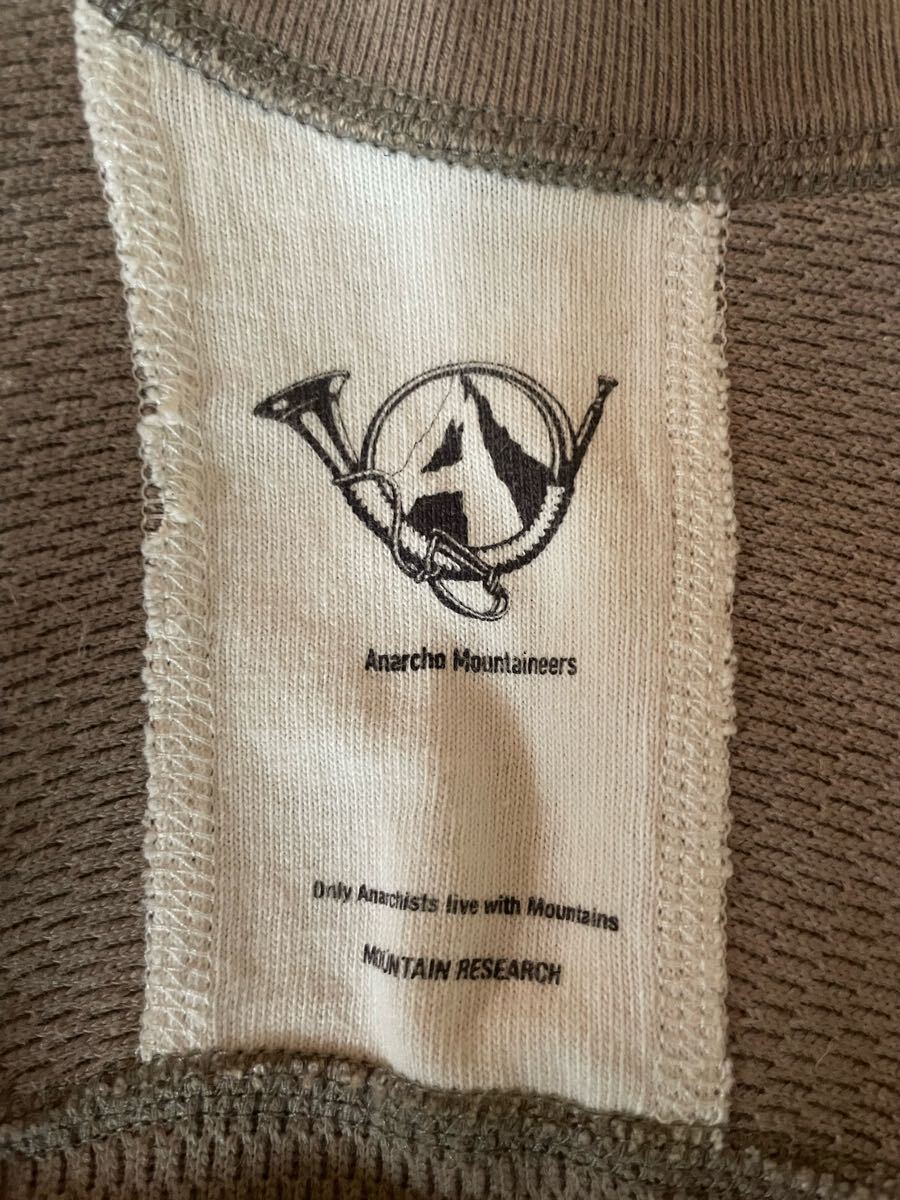 Anarcho Mountaineers
Only Anarchists live with Mountains
MOUNTAIN RESEARCH